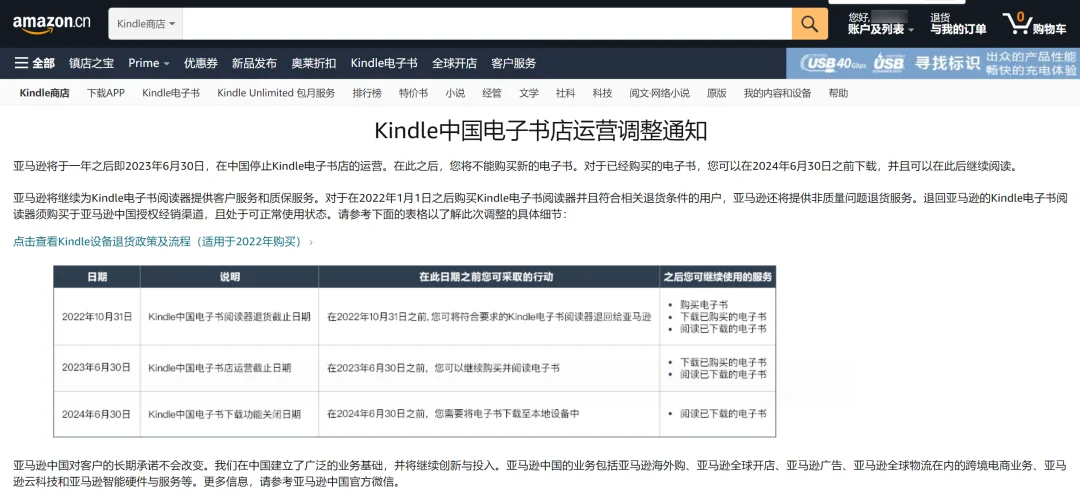 amazon.cn
Kindle商店
您好,
账户及列表
退货
与我的订单
0
购物车
全部 镇店之宝 Prime 优惠券 新品发布 奥莱折扣 Kindle电子书 全球开店 客户服务
USB 40Gbps USB 寻找标识
出众的产品性能
畅快的充电体验
Kindle商店 下载APP Kindle电子书 Kindle Unlimited 包月服务 排行榜 特价书 小说 经管 文学 社科 科技 阅文·网络小说 原版 我的内容和设备 帮助
Kindle中国电子书店运营调整通知
亚马逊将于一年之后即2023年6月30日，在中国停止Kindle电子书店的运营。在此之后，您将不能购买新的电子书。对于已经购买的电子书，您可以在2024年6月30日之前下载，并且可以在此后继续阅读。
亚马逊将继续为Kindle电子书阅读器提供客户服务和质保服务。对于在2022年1月1日之后购买Kindle电子书阅读器并且符合相关退货条件的用户，亚马逊还将提供非质量问题退货服务。退回亚马逊的Kindle电子书阅
读器须购买于亚马逊中国授权经销渠道，且处于可正常使用状态。请参考下面的表格以了解此次调整的具体细节：
点击查看Kindle设备退货政策及流程（适用于2022年购买）›
日期 说明 在此日期之前您可采取的行动 之后您可继续使用的服务
2022年10月31日 Kindle中国电子书阅读器退货截止日期 在2022年10月31日之前,您可将符合要求的Kindle电子书阅读器退回给亚马逊
• 购买电子书
• 下载已购买的电子书
• 阅读已下载的电子书
2023年6月30日 Kindle中国电子书店运营截止日期 在2023年6月30日之前，您可以继续购买并阅读电子书
• 下载已购买的电子书
• 阅读已下载的电子书
2024年6月30日 Kindle中国电子书下载功能关闭日期 在2024年6月30日之前，您需要将电子书下载至本地设备中
• 阅读已下载的电子书
亚马逊中国对客户的长期承诺不会改变。我们在中国建立了广泛的业务基础，并将继续创新与投入。亚马逊中国的业务包括亚马逊海外购、亚马逊全球开店、亚马逊广告、亚马逊全球物流在内的跨境电商业务、亚马
逊云科技和亚马逊智能硬件与服务等。更多信息，请参考亚马逊中国官方微信。